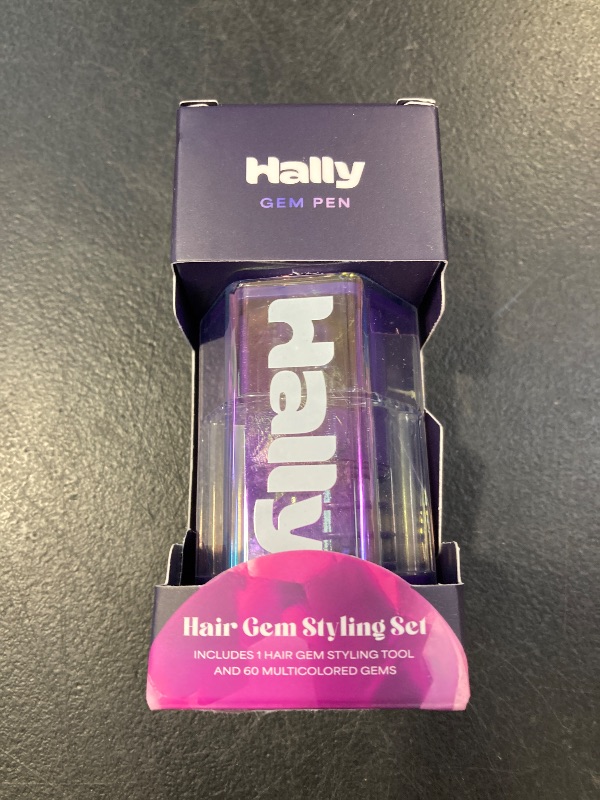 Hally
GEM PEN
Hally
Hair Gem Styling Set
INCLUDES 1 HAIR GEM STYLING TOOL
AND 60 MULTICOLORED GEMS